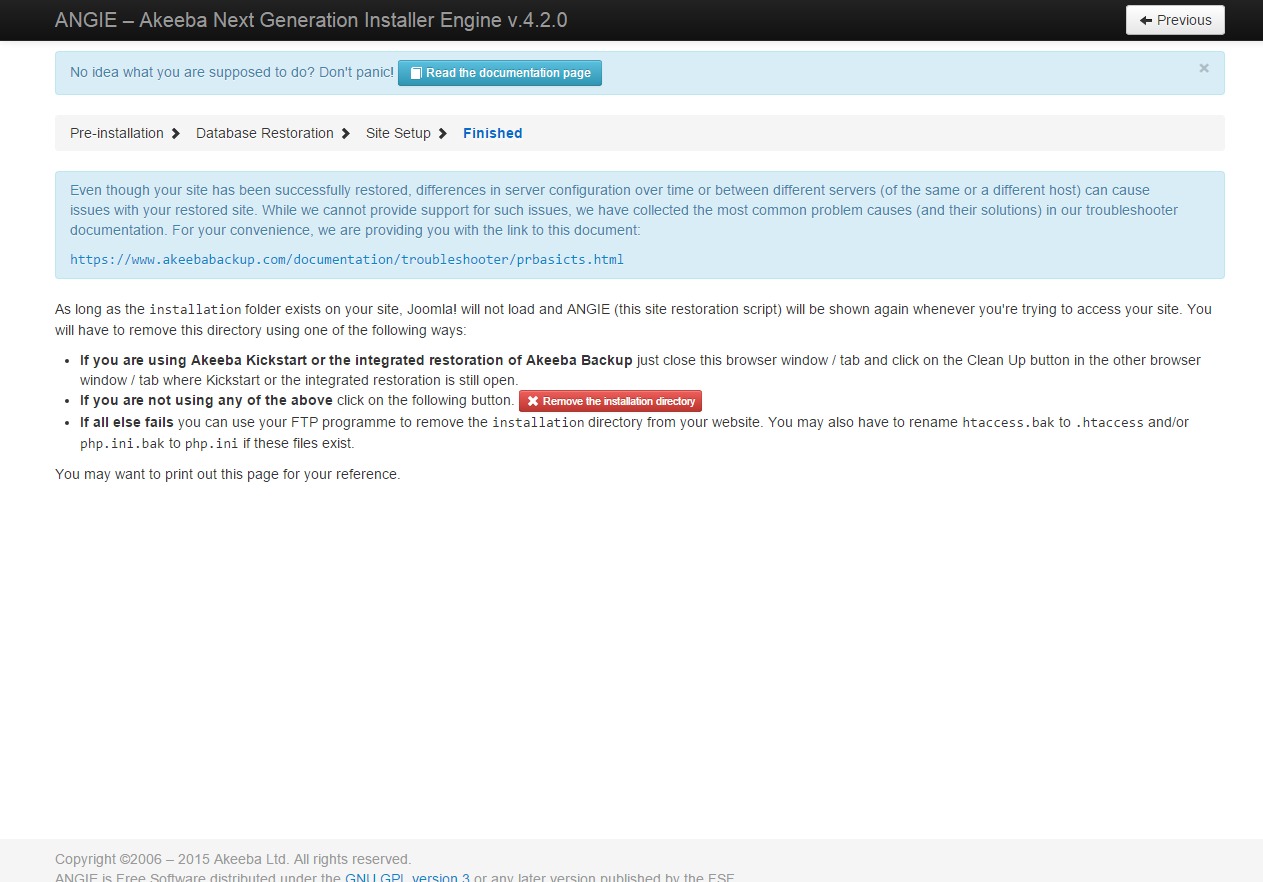 ANGIE – Akeeba Next Generation Installer Engine v.4.2.0
Previous
No idea what you are supposed to do? Don't panic! Read the documentation page
×
Pre-installation Database Restoration Site Setup Finished
Even though your site has been successfully restored, differences in server configuration over time or between different servers (of the same or a different host) can cause
issues with your restored site. While we cannot provide support for such issues, we have collected the most common problem causes (and their solutions) in our troubleshooter
documentation. For your convenience, we are providing you with the link to this document:
https://www.akeebabackup.com/documentation/troubleshooter/prbasicts.html
As long as the installation folder exists on your site, Joomla! will not load and ANGIE (this site restoration script) will be shown again whenever you're trying to access your site. You
will have to remove this directory using one of the following ways:
• If you are using Akeeba Kickstart or the integrated restoration of Akeeba Backup just close this browser window / tab and click on the Clean Up button in the other browser
window / tab where Kickstart or the integrated restoration is still open.
• If you are not using any of the above click on the following button. Remove the installation directory
• If all else fails you can use your FTP programme to remove the installation directory from your website. You may also have to rename htaccess.bak to .htaccess and/or
php.ini.bak to php.ini if these files exist.
You may want to print out this page for your reference.
Copyright ©2006 – 2015 Akeeba Ltd. All rights reserved.
ANGIE is Free Software distributed under the GNU GPL version 3 or any later version published by the FSF.